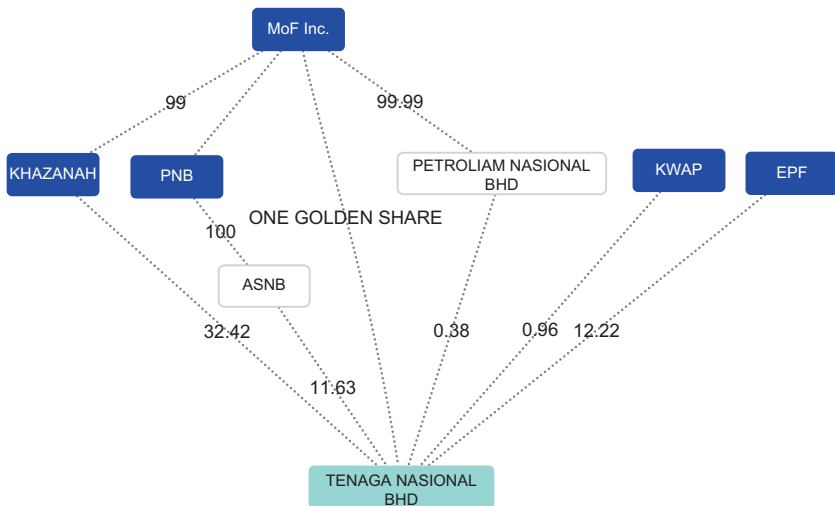 MoF Inc.
99
99.99
KHAZANAH
PNB
PETROLIAM NASIONAL
BHD
KWAP
EPF
100
ONE GOLDEN SHARE
ASNB
32.42
0.38
0.96
12.22
11.63
TENAGA NASIONAL
BHD